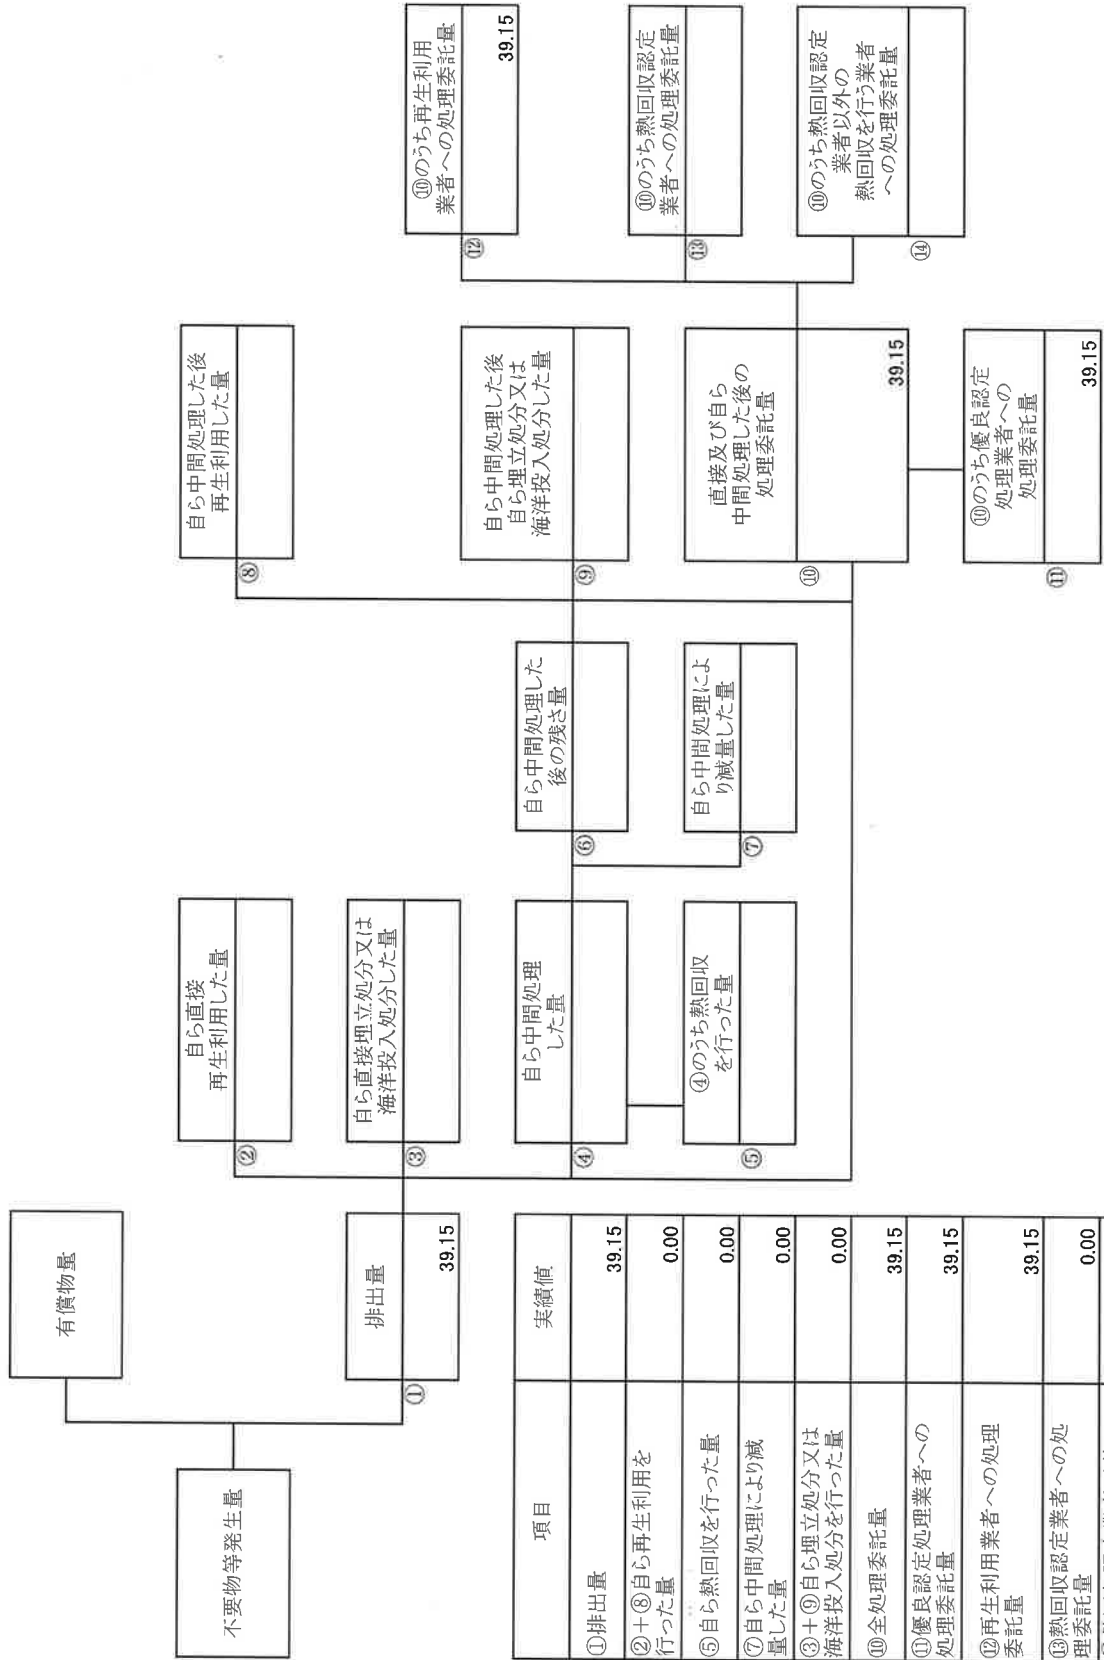 不要物等発生量
有償物量
①
排出量
39.15
②
自ら直接
再生利用した量
③
自ら直接埋立処分又は
海洋投入処分した量
④
自ら中間処理
した量
⑤
④のうち熱回収
を行った量
⑥
自ら中間処理した
後の残さ量
⑦
自ら中間処理によ
り減量した量
⑧
自ら中間処理した後
再生利用した量
⑨
自ら中間処理した後
自ら埋立処分又は
海洋投入処分した量
⑩
直接及び自ら
中間処理した後の
処理委託量
39.15
⑪
⑩のうち優良認定
処理業者への
処理委託量
39.15
⑫
⑩のうち再生利用
業者への処理委託量
39.15
⑬
⑩のうち熱回収認定
業者への処理委託量
⑭
⑩のうち熱回収認定
業者以外の
熱回収を行う業者
への処理委託量
項目 実績値
①排出量 39.15
②+⑧自ら再生利用を
行った量 0.00
⑤自ら熱回収を行った量 0.00
⑦自ら中間処理により減
量した量 0.00
③+⑨自ら埋立処分又は
海洋投入処分を行った量 0.00
⑩全処理委託量 39.15
⑪優良認定処理業者への
処理委託量 39.15
⑫再生利用業者への処理
委託量 39.15
⑬熱回収認定業者への処
理委託量 0.00